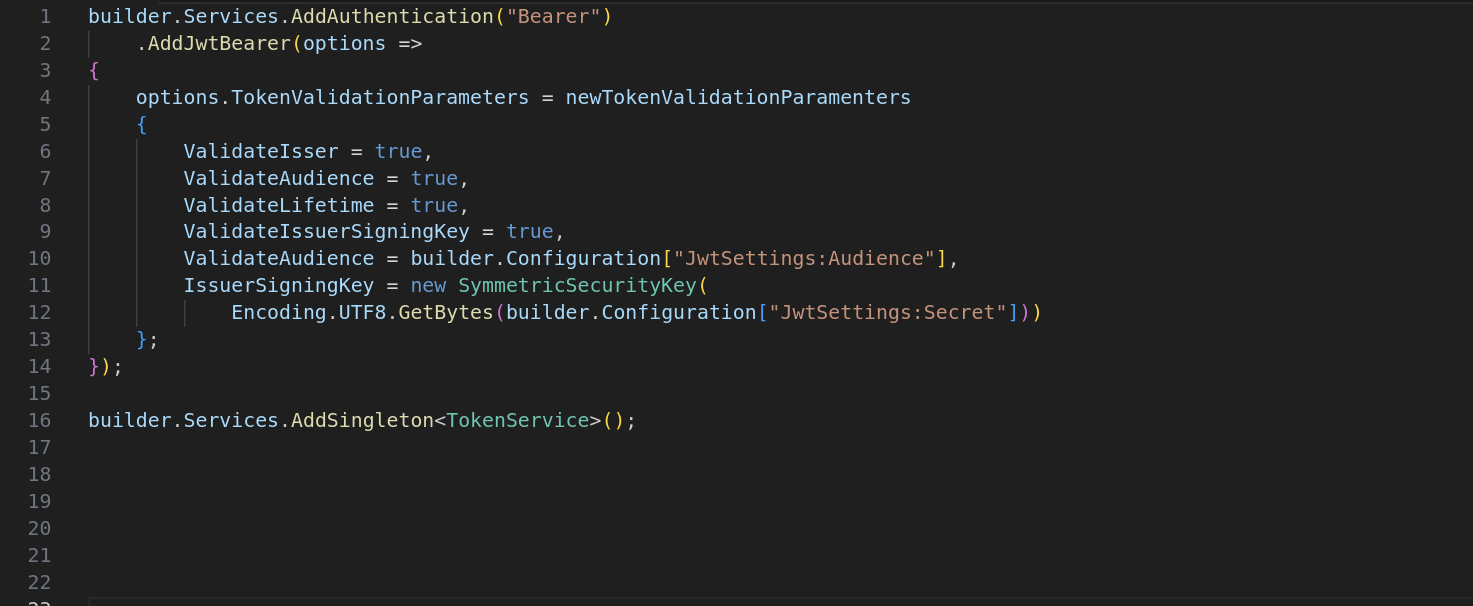 1 builder.Services.AddAuthentication("Bearer")
2     .AddJwtBearer(options =>
3 {
4     options.TokenValidationParameters = newTokenValidationParamenters
5     {
6         ValidateIsser = true,
7         ValidateAudience = true,
8         ValidateLifetime = true,
9         ValidateIssuerSigningKey = true,
10         ValidateAudience = builder.Configuration["JwtSettings:Audience"],
11         IssuerSigningKey = new SymmetricSecurityKey(
12             Encoding.UTF8.GetBytes(builder.Configuration["JwtSettings:Secret"]))
13     };
14 });
15
16 builder.Services.AddSingleton<TokenService>();
17
18
19
20
21
22
23